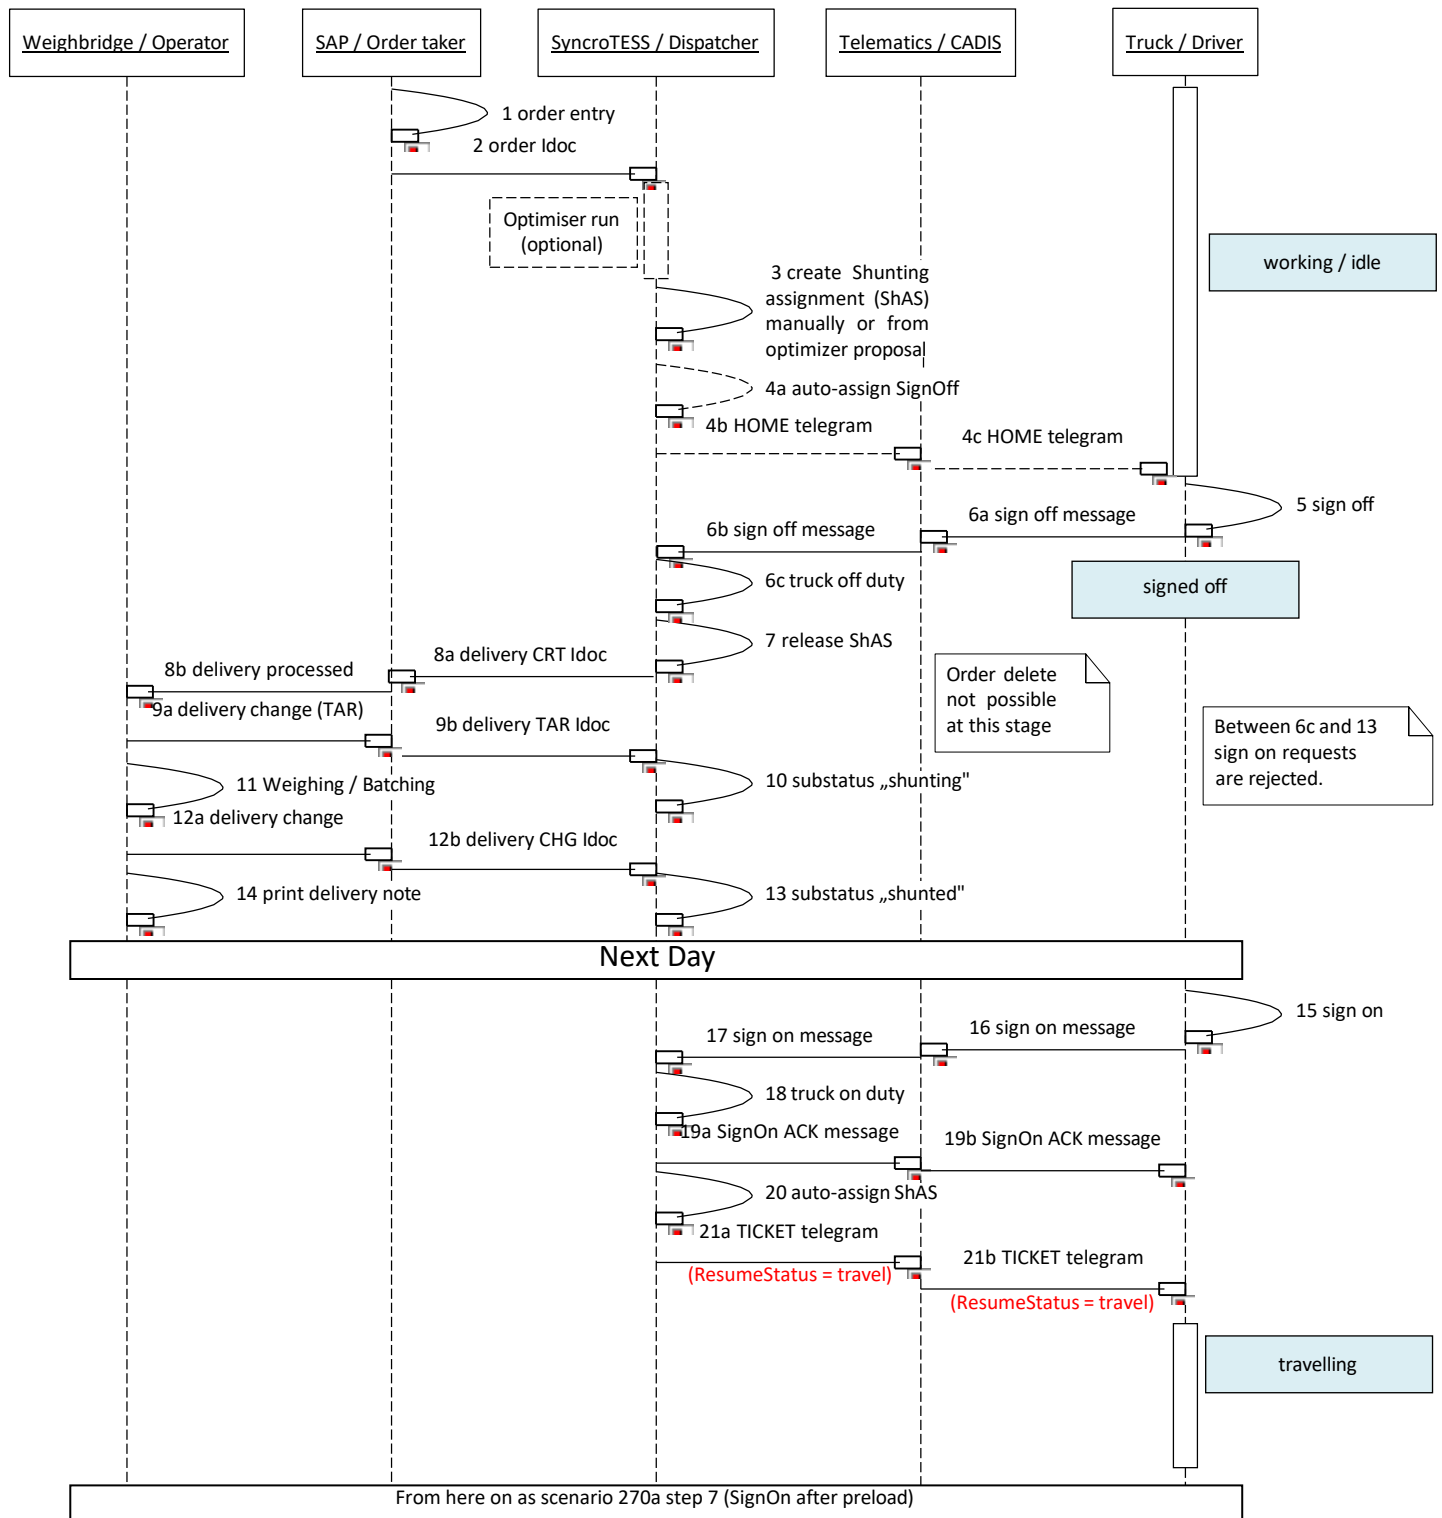 Weighbridge / Operator
SAP / Order taker
SyncroTESS / Dispatcher
Telematics / CADIS
Truck / Driver
1 order entry
2 order Idoc
Optimiser run
(optional)
working / idle
3 create Shunting
assignment (ShAS)
manually or from
optimizer proposal
4a auto-assign SignOff
4b HOME telegram
4c HOME telegram
5 sign off
6a sign off message
6b sign off message
6c truck off duty
signed off
7 release ShAS
8a delivery CRT Idoc
8b delivery processed
Order delete
not possible
at this stage
9a delivery change (TAR)
9b delivery TAR Idoc
Between 6c and 13
sign on requests
are rejected.
10 substatus „shunting"
11 Weighing / Batching
12a delivery change
12b delivery CHG Idoc
13 substatus „shunted"
14 print delivery note
Next Day
15 sign on
16 sign on message
17 sign on message
18 truck on duty
19a SignOn ACK message
19b SignOn ACK message
20 auto-assign ShAS
21a TICKET telegram
(ResumeStatus = travel)
21b TICKET telegram
(ResumeStatus = travel)
travelling
From here on as scenario 270a step 7 (SignOn after preload)